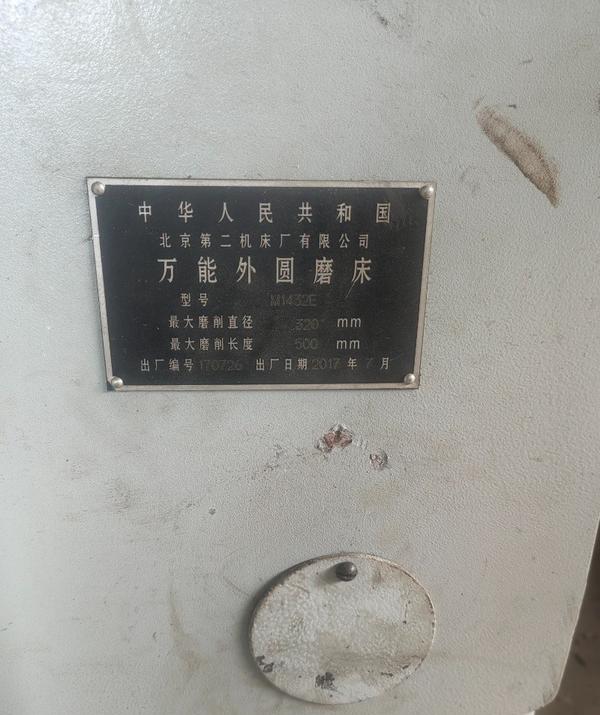 中华人民共和国
北京第二机床厂有限公司
万能外圆磨床
型号 M1432E
最大磨削直径 320 mm
最大磨削长度 500 mm
出厂编号 170726 出厂日期 2017 年 7 月